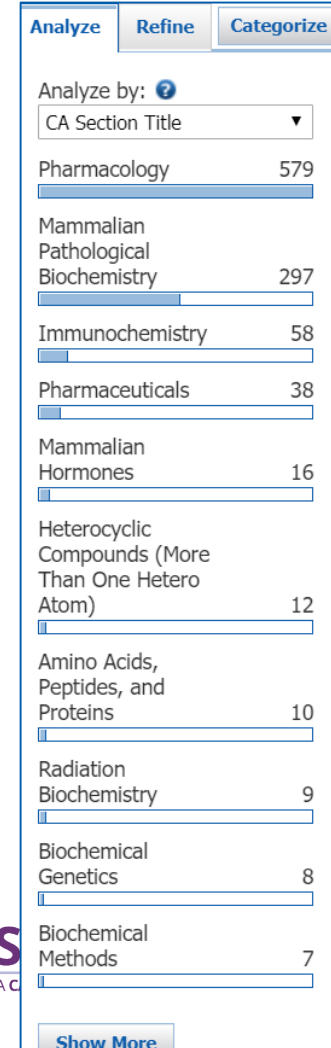 Analyze Refine Categorize
Analyze by: ?
CA Section Title ▼
Pharmacology 579
Mammalian
Pathological
Biochemistry 297
Immunochemistry 58
Pharmaceuticals 38
Mammalian
Hormones 16
Heterocyclic
Compounds (More
Than One Hetero
Atom) 12
Amino Acids,
Peptides, and
Proteins 10
Radiation
Biochemistry 9
Biochemical
Genetics 8
Biochemical
Methods 7
S
A C
Show More